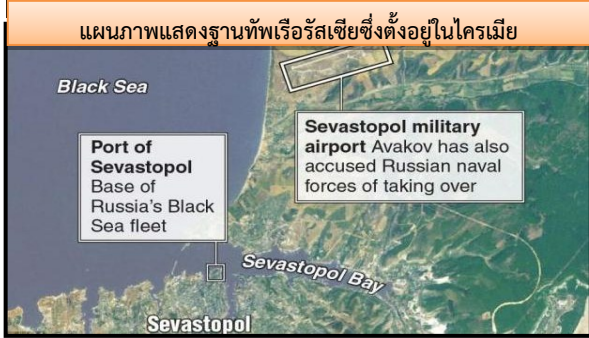 แผนภาพแสดงฐานทัพเรือรัสเซียซึ่งตั้งอยู่ในไครเมีย
Black Sea
Sevastopol military
airport Avakov has also
accused Russian naval
forces of taking over
Port of
Sevastopol
Base of
Russia's Black
Sea fleet
Sevastopol Bay
Sevastopol